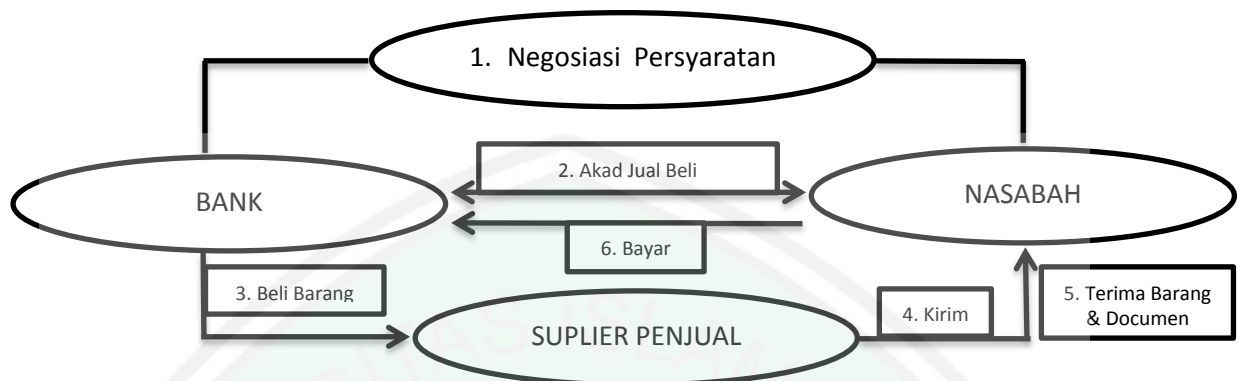 1. Negosiasi Persyaratan
2. Akad Jual Beli
BANK
NASABAH
6. Bayar
3. Beli Barang
4. Kirim
5. Terima Barang
& Documen
SUPLIER PENJUAL